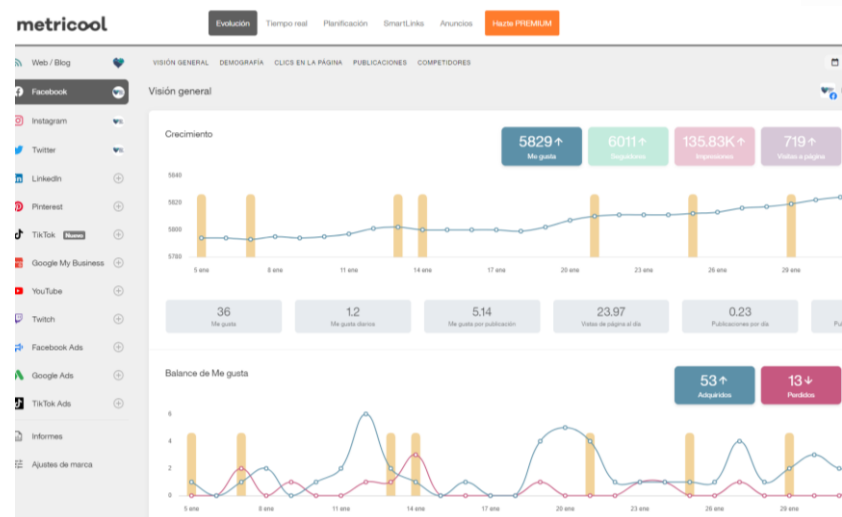 metricool
Evolución Tiempo real Planificación SmartLinks Anuncios Hazte PREMIUM
Web / Blog
Facebook
Instagram
Twitter
LinkedIn
Pinterest
TikTok Nuevo
Google My Business
YouTube
Twitch
Facebook Ads
Google Ads
TikTok Ads
Informes
Ajustes de marca
VISIÓN GENERAL DEMOGRAFÍA CLICS EN LA PÁGINA PUBLICACIONES COMPETIDORES
Visión general
Crecimiento
5829 Me gusta
6011 Seguidores
135.83K Impresiones
719 Visitas a página
5840
5820
5800
5780
5 ene 8 ene 11 ene 14 ene 17 ene 20 ene 23 ene 26 ene 29 ene
36 Me gusta
1.2 Me gusta diarios
5.14 Me gusta por publicación
23.97 Vistas de página al día
0.23 Publicaciones por día
Balance de Me gusta
53 Adquiridos
13 Perdidos
6
4
2
0
5 ene 8 ene 11 ene 14 ene 17 ene 20 ene 23 ene 26 ene 29 ene